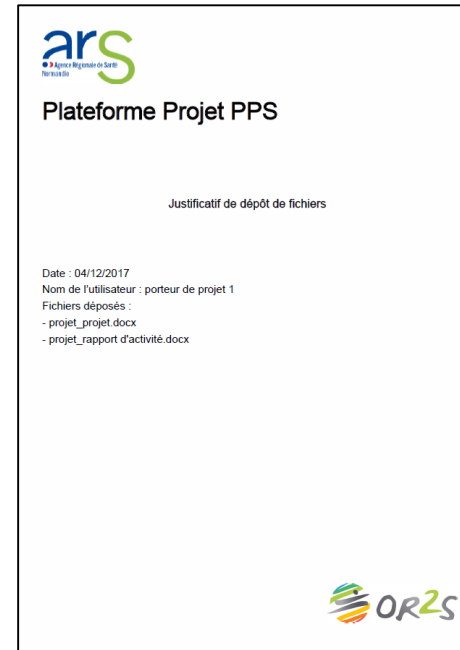 ars
Agence Régionale de Santé
Normandie
Plateforme Projet PPS
Justificatif de dépôt de fichiers
Date : 04/12/2017
Nom de l'utilisateur : porteur de projet 1
Fichiers déposés :
- projet_projet.docx
- projet_rapport d'activité.docx
OR2S